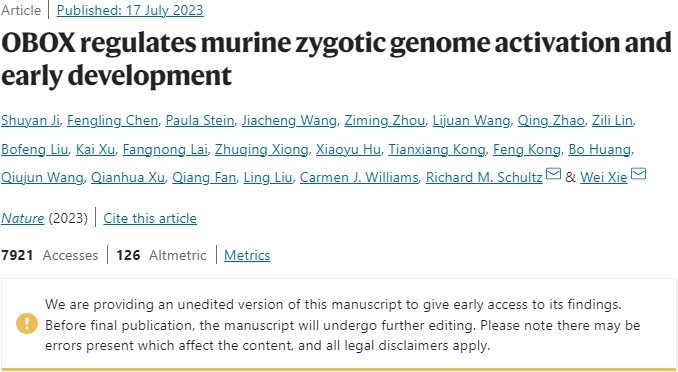 Article | Published: 17 July 2023
OBOX regulates murine zygotic genome activation and
early development
Shuyan Ji, Fengling Chen, Paula Stein, Jiacheng Wang, Ziming Zhou, Lijuan Wang, Qing Zhao, Zili Lin,
Bofeng Liu, Kai Xu, Fangnong Lai, Zhuqing Xiong, Xiaoyu Hu, Tianxiang Kong, Feng Kong, Bo Huang,
Qiujun Wang, Qianhua Xu, Qiang Fan, Ling Liu, Carmen J. Williams, Richard M. Schultz & Wei Xie
Nature (2023) | Cite this article
7921 Accesses | 126 Altmetric | Metrics
We are providing an unedited version of this manuscript to give early access to its findings.
Before final publication, the manuscript will undergo further editing. Please note there may be
errors present which affect the content, and all legal disclaimers apply.